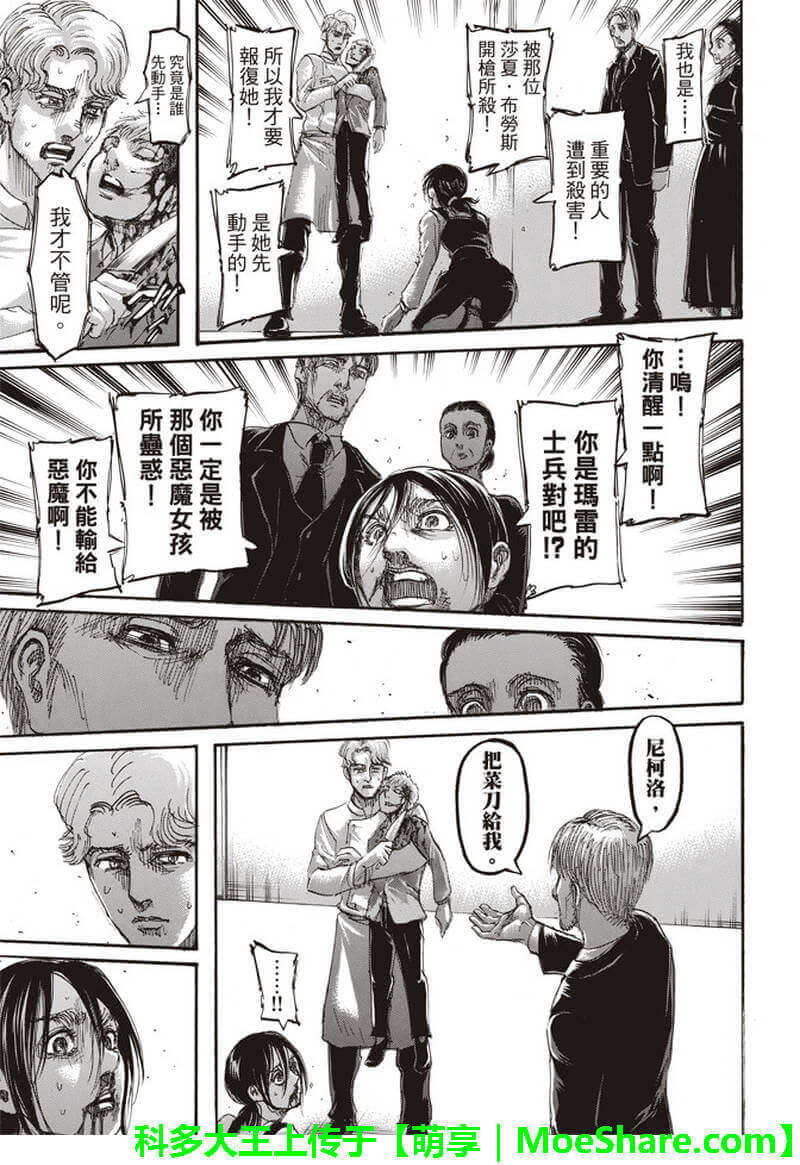 我也是…！
重要的人
遭到殺害！
被那位
莎夏·布勞斯
開槍所殺！
所以我才要
報復她！
是她先
動手的！
究竟是誰
先動手…
我才不管呢。
…嗚！
你清醒一點啊！
你是瑪雷的
士兵對吧!?
你一定是被
那個惡魔女孩
所蠱惑！
你不能輸給
惡魔啊！
尼柯洛，
把菜刀給我。
……!!
科多大王上传于【萌享｜MoeShare.com】